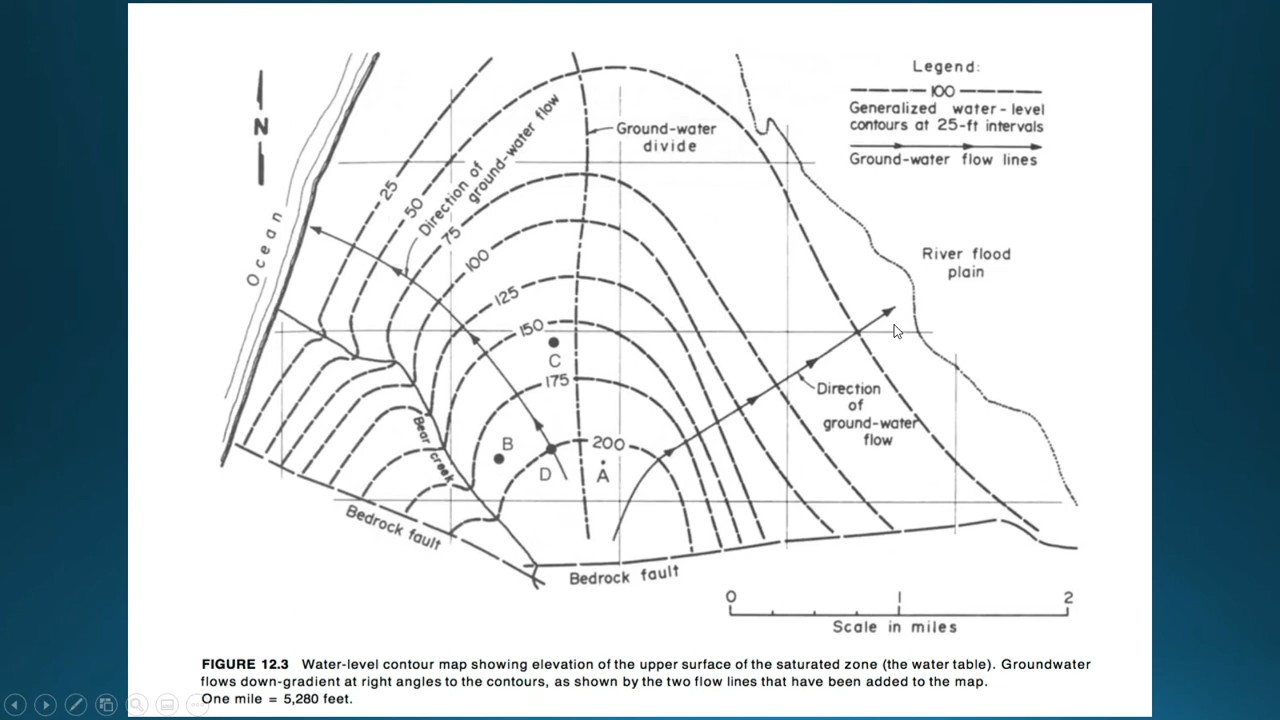 Legend:
100
Generalized water-level
contours at 25-ft intervals
Ground-water flow lines
N
Ocean
Direction of
ground-water flow
Ground-water
divide
25
50
75
100
125
150
175
200
C
B
D
A
River flood
plain
Direction
of
ground-water
flow
Bear creek
Bedrock fault
Bedrock fault
0 1 2
Scale in miles
FIGURE 12.3 Water-level contour map showing elevation of the upper surface of the saturated zone (the water table). Groundwater
flows down-gradient at right angles to the contours, as shown by the two flow lines that have been added to the map.
One mile = 5,280 feet.